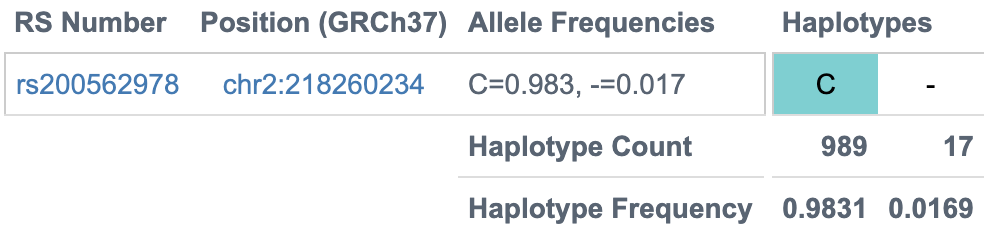 RS Number Position (GRCh37) Allele Frequencies Haplotypes
rs200562978 chr2:218260234 C=0.983, -=0.017 C -
Haplotype Count 989 17
Haplotype Frequency 0.9831 0.0169